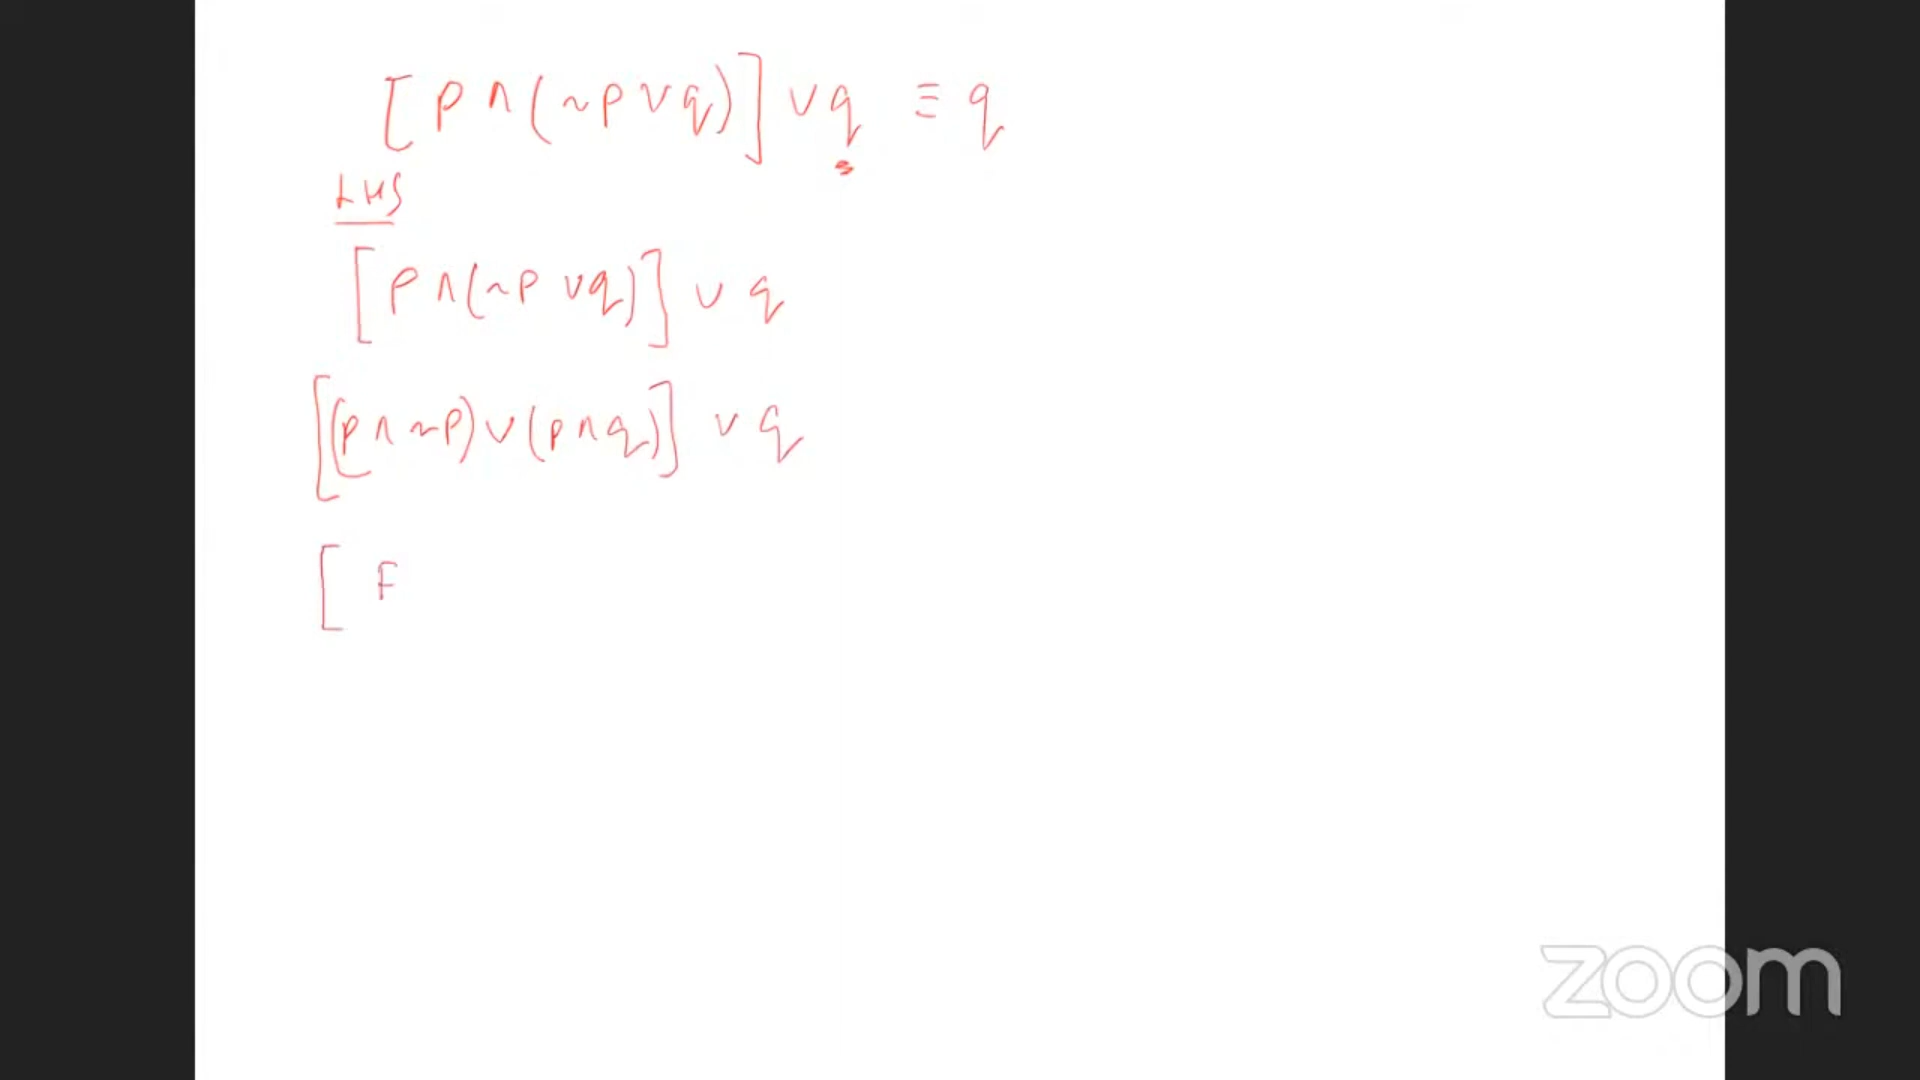 [p ∧ (~p ∨ q)] ∨ q ≡ q
LHS
[p ∧ (~p ∨ q)] ∨ q
[(p ∧ ~p) ∨ (p ∧ q)] ∨ q
[ F
zoom